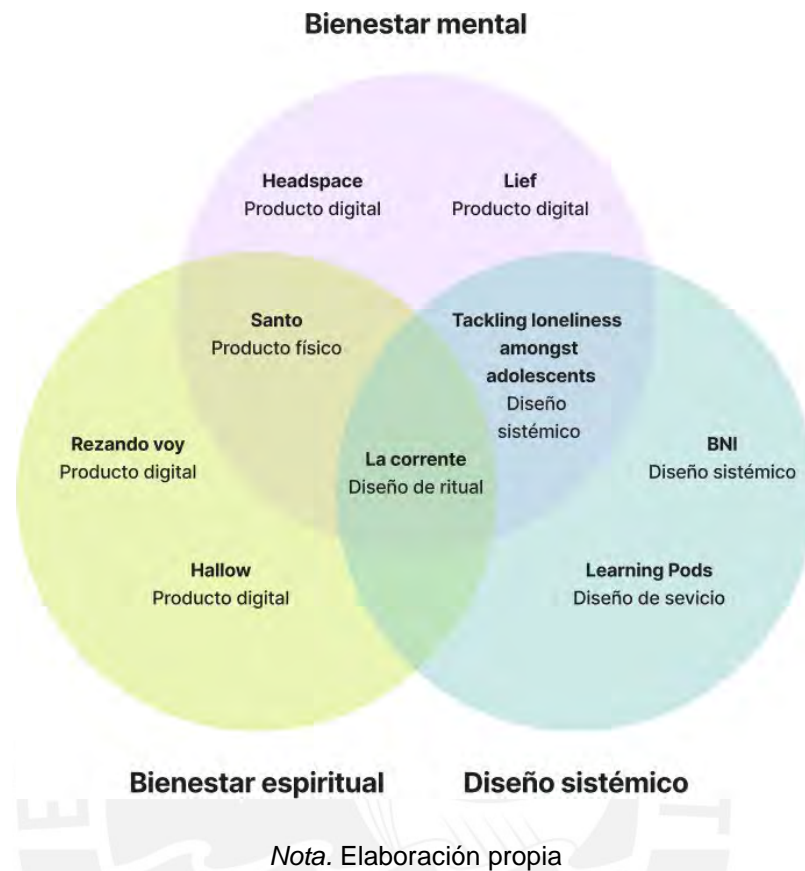 Bienestar mental
Headspace
Producto digital
Lief
Producto digital
Santo
Producto físico
Tackling loneliness
amongst
adolescents
Diseño
sistémico
Rezando voy
Producto digital
La corrente
Diseño de ritual
BNI
Diseño sistémico
Hallow
Producto digital
Learning Pods
Diseño de sevicio
Bienestar espiritual
Diseño sistémico
Nota. Elaboración propia